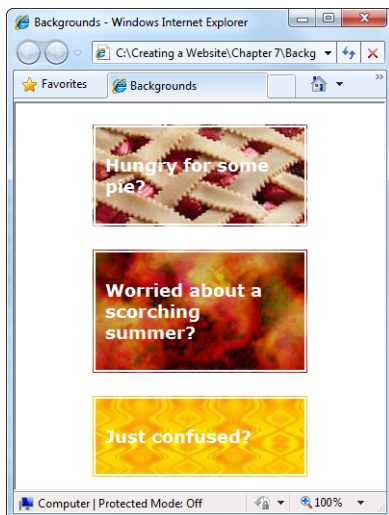 Backgrounds - Windows Internet Explorer
C:\Creating a Website\Chapter 7\Backg
Favorites
Backgrounds
Hungry for some
pie?
Worried about a
scorching
summer?
Just confused?
Computer | Protected Mode: Off
100%